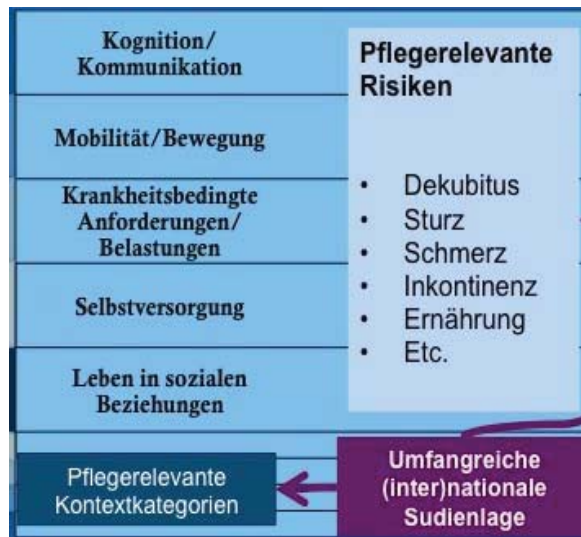 Kognition/
Kommunikation
Mobilität/Bewegung
Krankheitsbedingte
Anforderungen/
Belastungen
Selbstversorgung
Leben in sozialen
Beziehungen
Pflegerelevante
Risiken
• Dekubitus
• Sturz
• Schmerz
• Inkontinenz
• Ernährung
• Etc.
Pflegerelevante
Kontextkategorien
Umfangreiche
(inter)nationale
Sudienlage